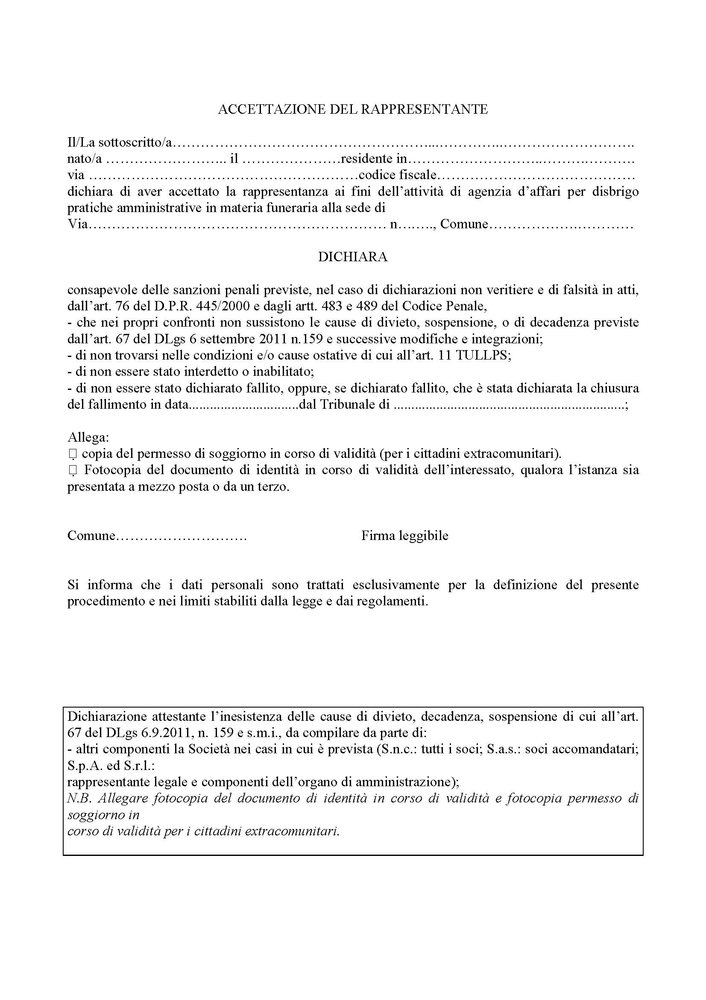 ACCETTAZIONE DEL RAPPRESENTANTE
Il/La sottoscritto/a………………………………………………...…………..……………………….
nato/a …………………….. il …………………residente in………………………..……….……….
via …………………………………………………codice fiscale……………………………………
dichiara di aver accettato la rappresentanza ai fini dell’attività di agenzia d’affari per disbrigo
pratiche amministrative in materia funeraria alla sede di
Via……………………………………………………… n….…., Comune……………….…………
DICHIARA
consapevole delle sanzioni penali previste, nel caso di dichiarazioni non veritiere e di falsità in atti,
dall’art. 76 del D.P.R. 445/2000 e dagli artt. 483 e 489 del Codice Penale,
- che nei propri confronti non sussistono le cause di divieto, sospensione, o di decadenza previste
dall’art. 67 del DLgs 6 settembre 2011 n.159 e successive modifiche e integrazioni;
- di non trovarsi nelle condizioni e/o cause ostative di cui all’art. 11 TULLPS;
- di non essere stato interdetto o inabilitato;
- di non essere stato dichiarato fallito, oppure, se dichiarato fallito, che è stata dichiarata la chiusura
del fallimento in data...............................dal Tribunale di .................................................................;
Allega:
□ copia del permesso di soggiorno in corso di validità (per i cittadini extracomunitari).
□ Fotocopia del documento di identità in corso di validità dell’interessato, qualora l’istanza sia
presentata a mezzo posta o da un terzo.
Comune………………………. Firma leggibile
Si informa che i dati personali sono trattati esclusivamente per la definizione del presente
procedimento e nei limiti stabiliti dalla legge e dai regolamenti.
Dichiarazione attestante l’inesistenza delle cause di divieto, decadenza, sospensione di cui all’art.
67 del DLgs 6.9.2011, n. 159 e s.m.i., da compilare da parte di:
- altri componenti la Società nei casi in cui è prevista (S.n.c.: tutti i soci; S.a.s.: soci accomandatari;
S.p.A. ed S.r.l.:
rappresentante legale e componenti dell’organo di amministrazione);
N.B. Allegare fotocopia del documento di identità in corso di validità e fotocopia permesso di
soggiorno in
corso di validità per i cittadini extracomunitari.